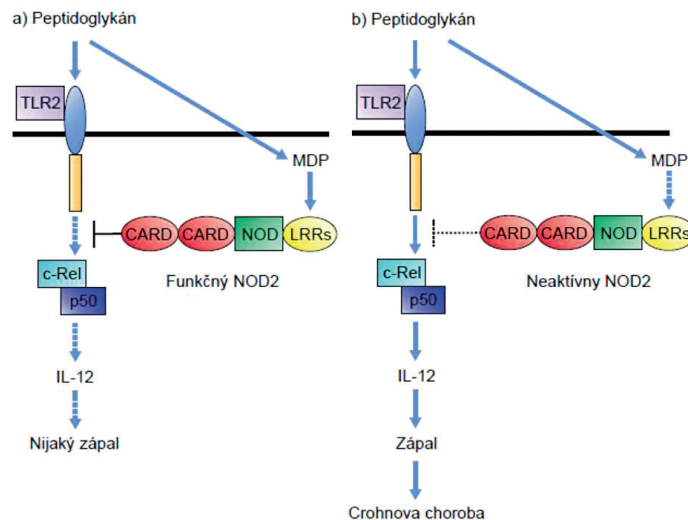 a) Peptidoglykán
TLR2
MDP
CARD CARD NOD LRRs
c-Rel
p50
Funkčný NOD2
IL-12
Nijaký zápal
b) Peptidoglykán
TLR2
MDP
CARD CARD NOD LRRs
c-Rel
p50
Neaktívny NOD2
IL-12
Zápal
Crohnova choroba